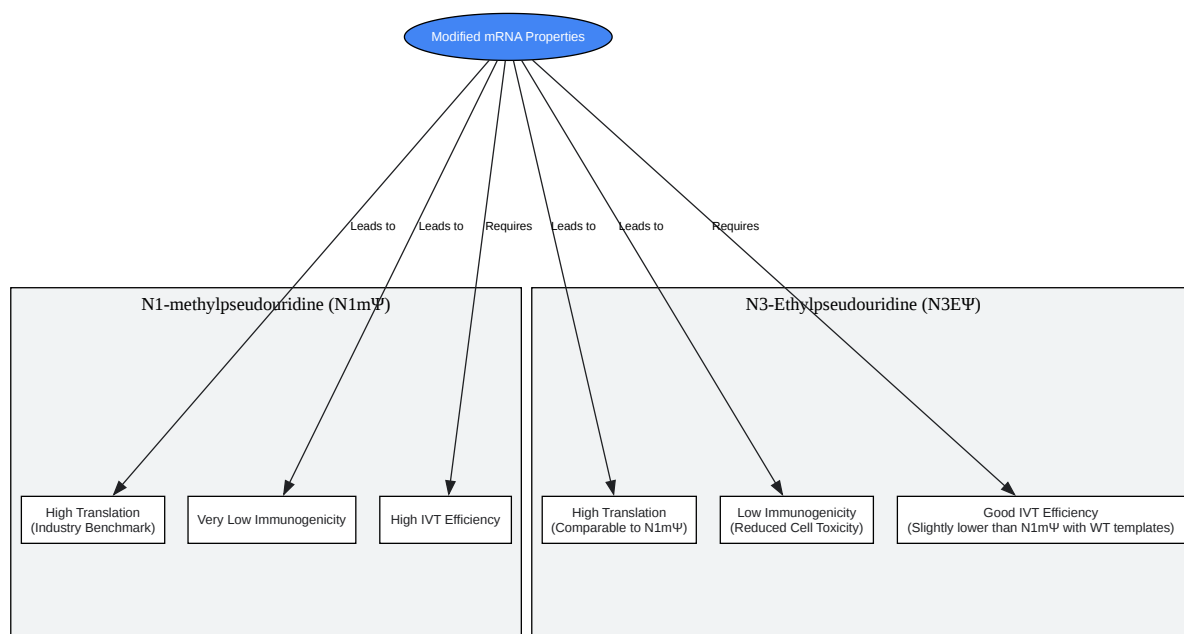 Modified mRNA Properties
Leads to
Leads to
Requires
Leads to
Leads to
Requires
N1-methylpseudouridine (N1mΨ)
N3-Ethylpseudouridine (N3EΨ)
High Translation
(Industry Benchmark)
Very Low Immunogenicity
High IVT Efficiency
High Translation
(Comparable to N1mΨ)
Low Immunogenicity
(Reduced Cell Toxicity)
Good IVT Efficiency
(Slightly lower than N1mΨ with WT templates)